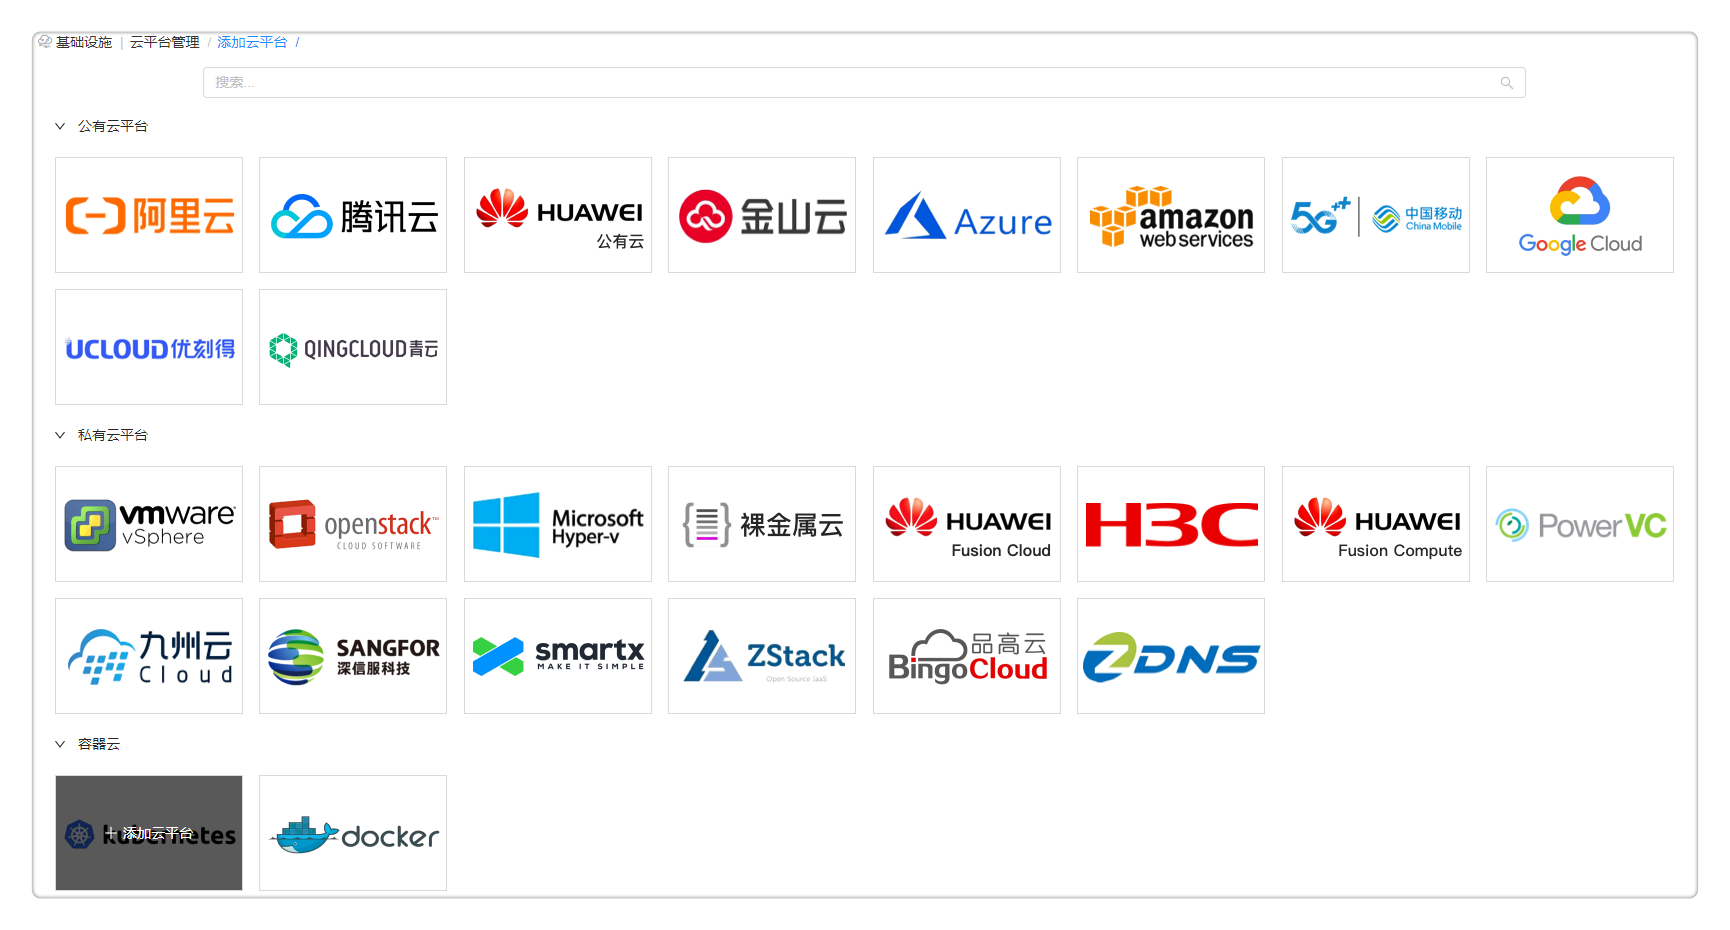 基础设施 | 云平台管理 / 添加云平台 /
搜索...
公有云平台
阿里云
腾讯云
HUAWEI
公有云
金山云
Azure
amazon
webservices
5G++ 中国移动
China Mobile
Google Cloud
UCLOUD优刻得
QINGCLOUD青云
私有云平台
vmware
vSphere
openstack™
CLOUD SOFTWARE
Microsoft
Hyper-v
{裸金属云
HUAWEI
Fusion Cloud
H3C
HUAWEI
Fusion Compute
PowerVC
九州云
Cloud
SANGFOR
深信服科技
smartx
MAKE IT SIMPLE
ZStack
Open Source IaaS
品高云
BingoCloud
ZDNS
容器云
kubernetes
+ 添加云平台
docker